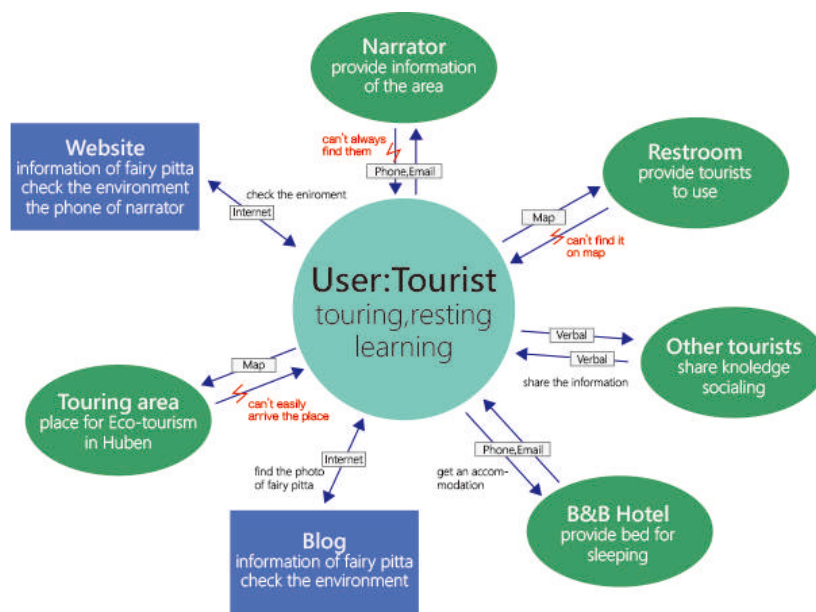 Narrator
provide information
of the area
can't always
find them
Phone,Email
Website
information of fairy pitta
check the environment
the phone of narrator
check the enviroment
Internet
Restroom
provide tourists
to use
Map
can't find it
on map
User:Tourist
touring,resting
learning
Verbal
Verbal
share the information
Other tourists
share knoledge
socialing
Map
can't easily
arrive the place
Touring area
place for Eco-tourism
in Huben
find the photo
of fairy pitta
Internet
Phone,Email
get an accom-
modation
Blog
information of fairy pitta
check the environment
B&B Hotel
provide bed for
sleeping